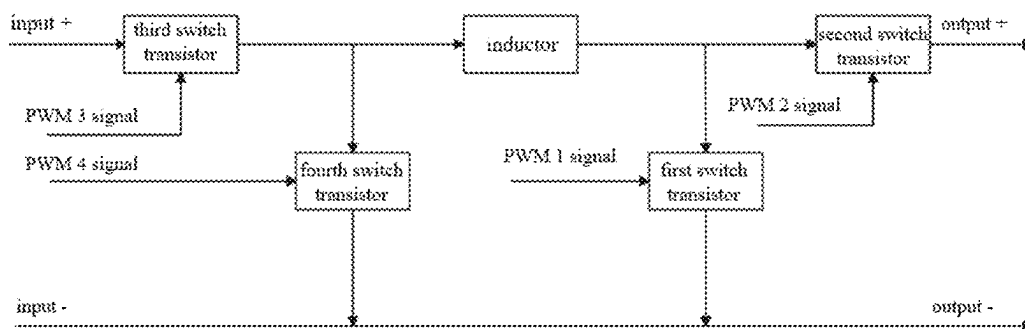 input +
third switch
transistor
inductor
second switch
transistor
output +
PWM 3 signal
PWM 2 signal
PWM 4 signal
fourth switch
transistor
PWM 1 signal
first switch
transistor
input -
output -